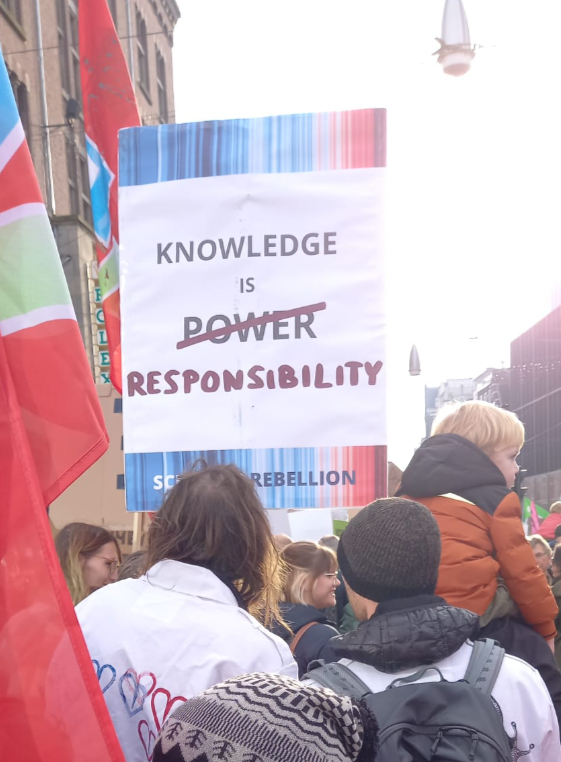 KNOWLEDGE
IS
POWER
RESPONSIBILITY
REBELLION